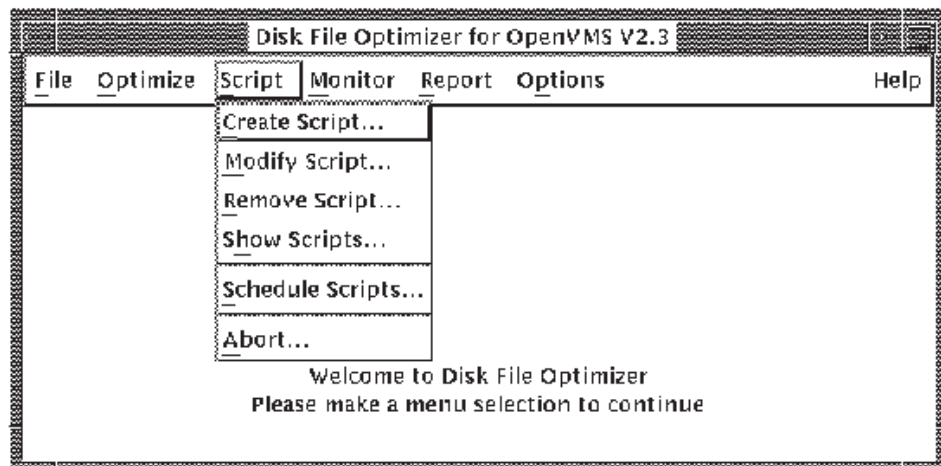 Disk File Optimizer for OpenVMS V2.3
File Optimize Script Monitor Report Options Help
Create Script...
Modify Script...
Remove Script...
Show Scripts...
Schedule Scripts...
Abort...
Welcome to Disk File Optimizer
Please make a menu selection to continue